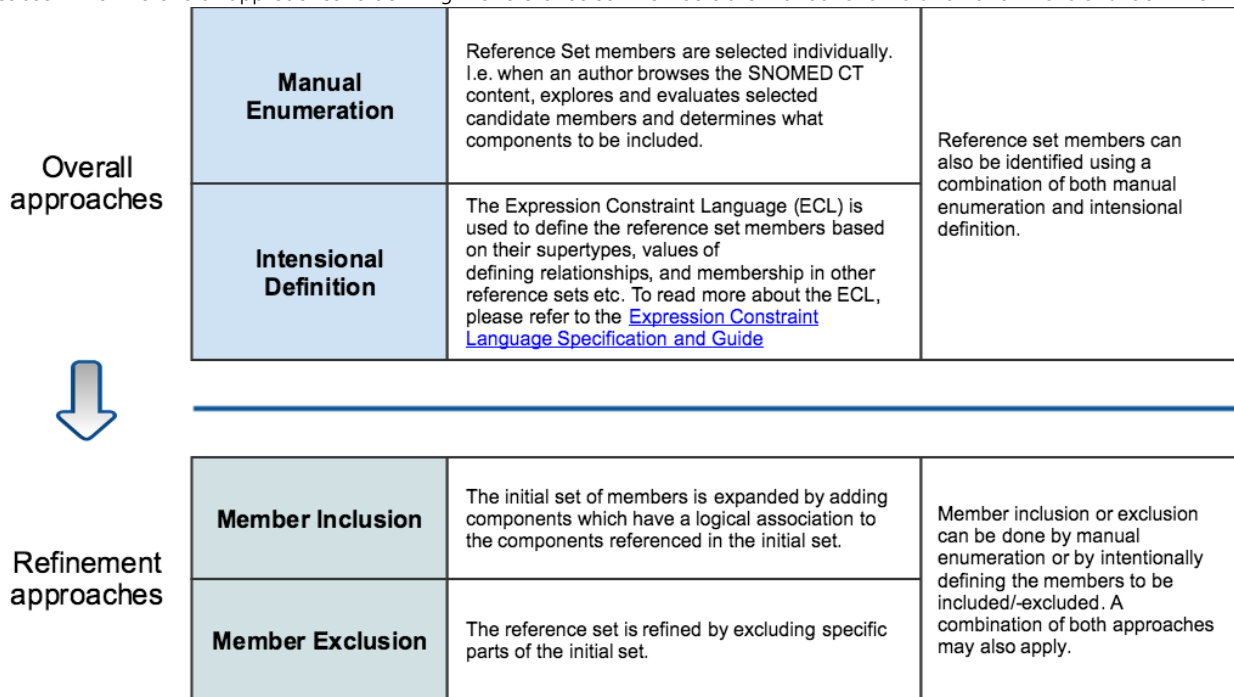 Overall
approaches
Manual
Enumeration
Reference Set members are selected individually.
I.e. when an author browses the SNOMED CT
content, explores and evaluates selected
candidate members and determines what
components to be included.
Reference set members can
also be identified using a
combination of both manual
enumeration and intensional
definition.
Intensional
Definition
The Expression Constraint Language (ECL) is
used to define the reference set members based
on their supertypes, values of
defining relationships, and membership in other
reference sets etc. To read more about the ECL,
please refer to the Expression Constraint
Language Specification and Guide
Refinement
approaches
Member Inclusion
The initial set of members is expanded by adding
components which have a logical association to
the components referenced in the initial set.
Member inclusion or exclusion
can be done by manual
enumeration or by intentionally
defining the members to be
included/-excluded. A
combination of both approaches
may also apply.
Member Exclusion
The reference set is refined by excluding specific
parts of the initial set.